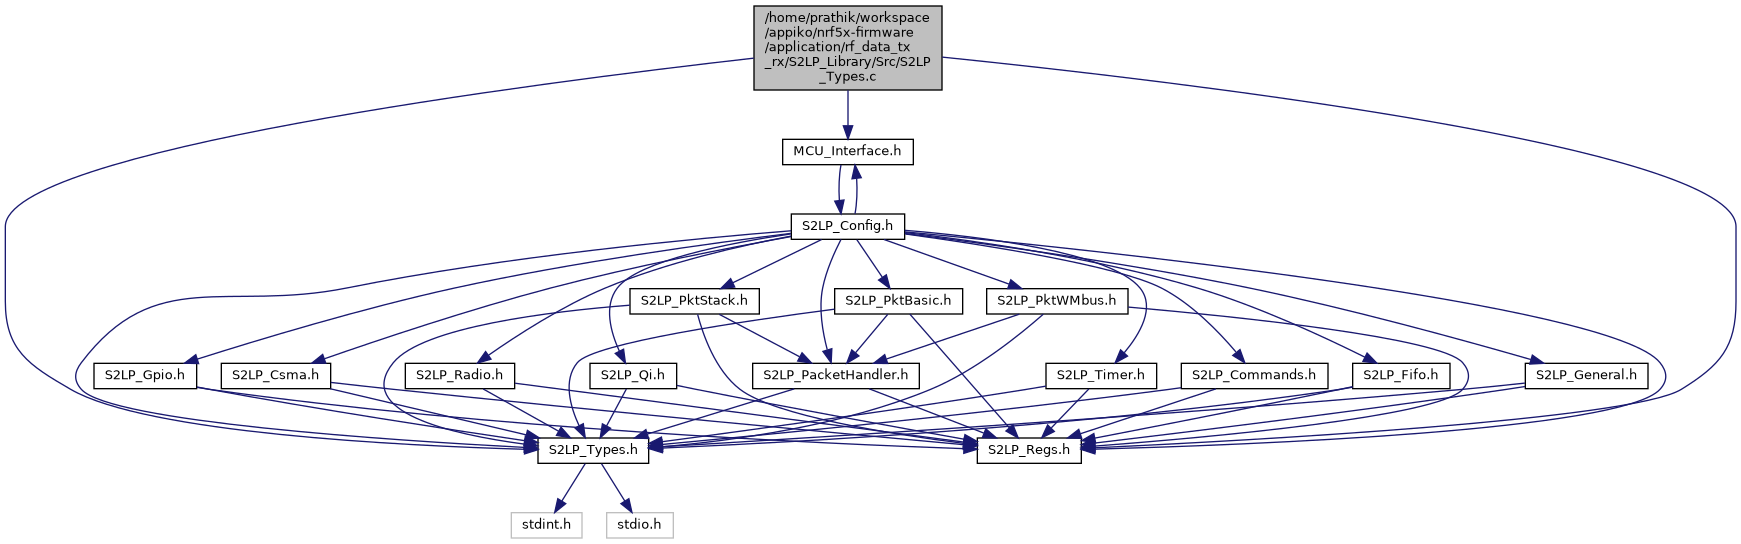 /home/prathik/workspace
/appiko/nrf5x-firmware
/application/rf_data_tx
_rx/S2LP_Library/Src/S2LP
_Types.c
MCU_Interface.h
S2LP_Config.h
S2LP_PktStack.h
S2LP_PktBasic.h
S2LP_PktWMbus.h
S2LP_Gpio.h
S2LP_Csma.h
S2LP_Radio.h
S2LP_Qi.h
S2LP_PacketHandler.h
S2LP_Timer.h
S2LP_Commands.h
S2LP_Fifo.h
S2LP_General.h
S2LP_Types.h
S2LP_Regs.h
stdint.h
stdio.h